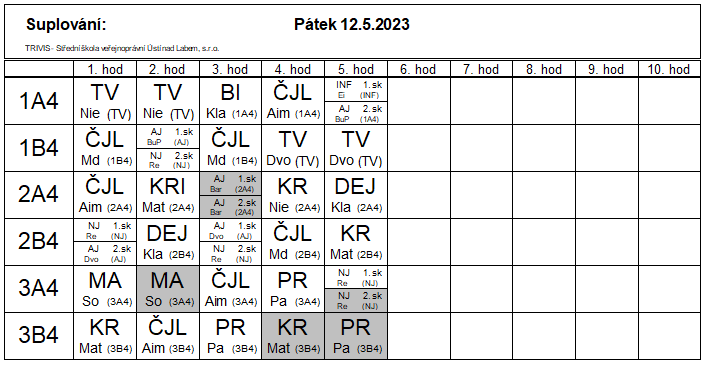 Suplování: Pátek 12.5.2023
TRIVIS - Střední škola veřejnoprávní Ústí nad Labem, s.r.o.
1. hod 2. hod 3. hod 4. hod 5. hod 6. hod 7. hod 8. hod 9. hod 10. hod
1A4 TV TV BI ČJL INF 1.sk
Ei (INF)
AJ 2.sk
Nie (TV) Nie (TV) Kla (1A4) Aim (1A4) BuP (1A4)
1B4 ČJL AJ 1.sk ČJL TV TV
BuP (AJ)
NJ 2.sk
Md (1B4) Re (NJ) Md (1B4) Dvo (TV) Dvo (TV)
2A4 ČJL KRI AJ 1.sk KR DEJ
Bar (2A4)
AJ 2.sk
Aim (2A4) Mat (2A4) Bar (2A4) Nie (2A4) Kla (2A4)
2B4 NJ 1.sk DEJ AJ 1.sk ČJL KR
Re (NJ) Dvo (AJ)
AJ 2.sk NJ 2.sk
Dvo (AJ) Kla (2B4) Re (NJ) Md (2B4) Mat (2B4)
3A4 MA MA ČJL PR NJ 1.sk
Re (NJ)
NJ 2.sk
So (3A4) So (3A4) Aim (3A4) Pa (3A4) Re (NJ)
3B4 KR ČJL PR KR PR
Mat (3B4) Aim (3B4) Pa (3B4) Mat (3B4) Pa (3B4)